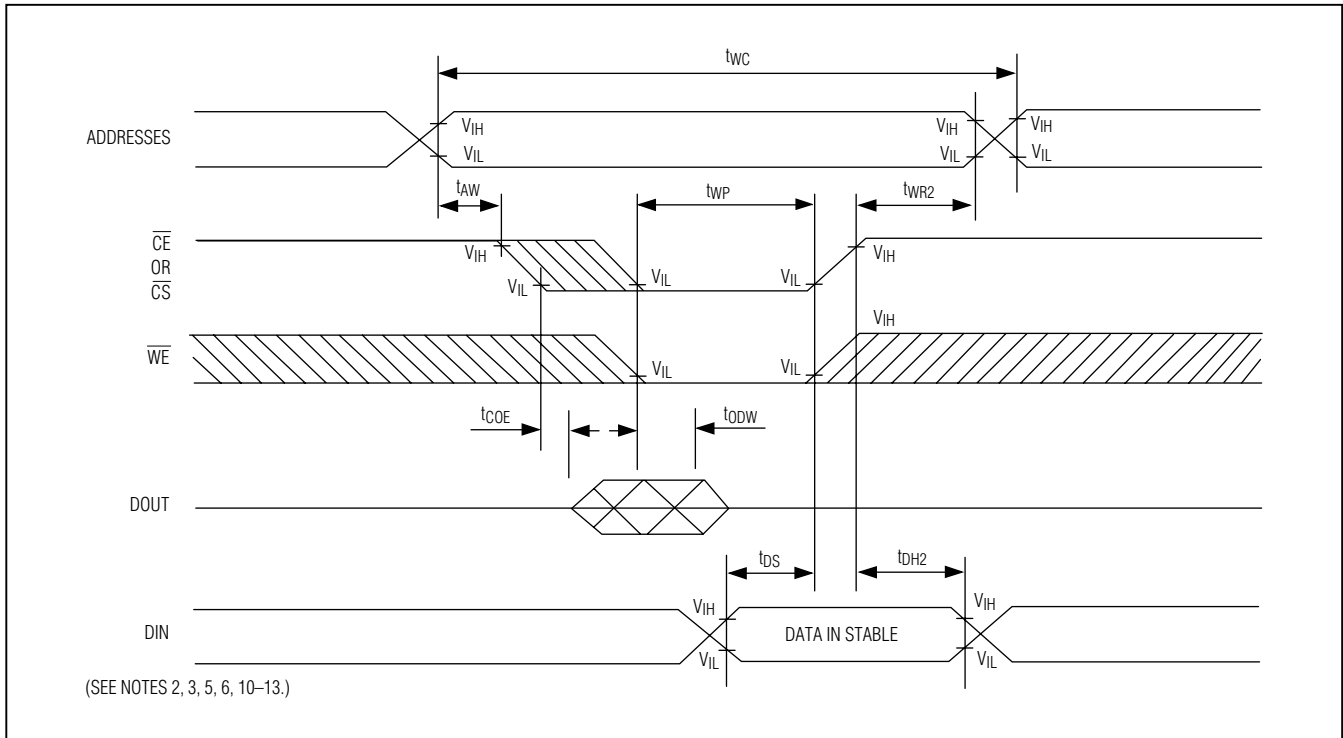 tWC
ADDRESSES
VIH VIH VIH
VIL VIL VIL
tAW tWP tWR2
CE
OR
CS
VIH VIH
VIL VIL VIL
VIH
WE
VIL VIL
tCOE tODW
DOUT
tDS tDH2
DIN
VIH VIH
DATA IN STABLE
VIL VIL
(SEE NOTES 2, 3, 5, 6, 10–13.)